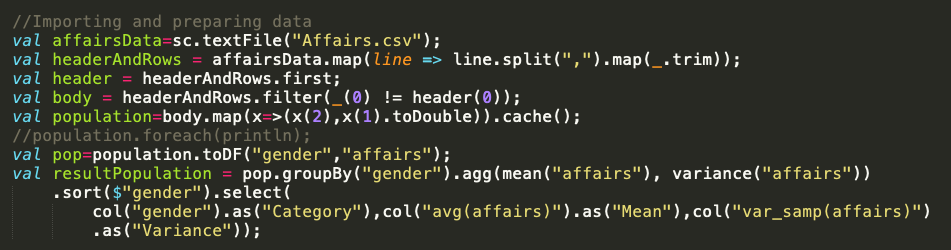 //Importing and preparing data
val affairsData=sc.textFile("Affairs.csv");
val headerAndRows = affairsData.map(line => line.split(",").map(_.trim));
val header = headerAndRows.first;
val body = headerAndRows.filter(_(0) != header(0));
val population=body.map(x=>(x(2),x(1).toDouble)).cache();
//population.foreach(println);
val pop=population.toDF("gender","affairs");
val resultPopulation = pop.groupBy("gender").agg(mean("affairs"), variance("affairs"))
.sort($"gender").select(
col("gender").as("Category"),col("avg(affairs)").as("Mean"),col("var_samp(affairs)")
.as("Variance"));